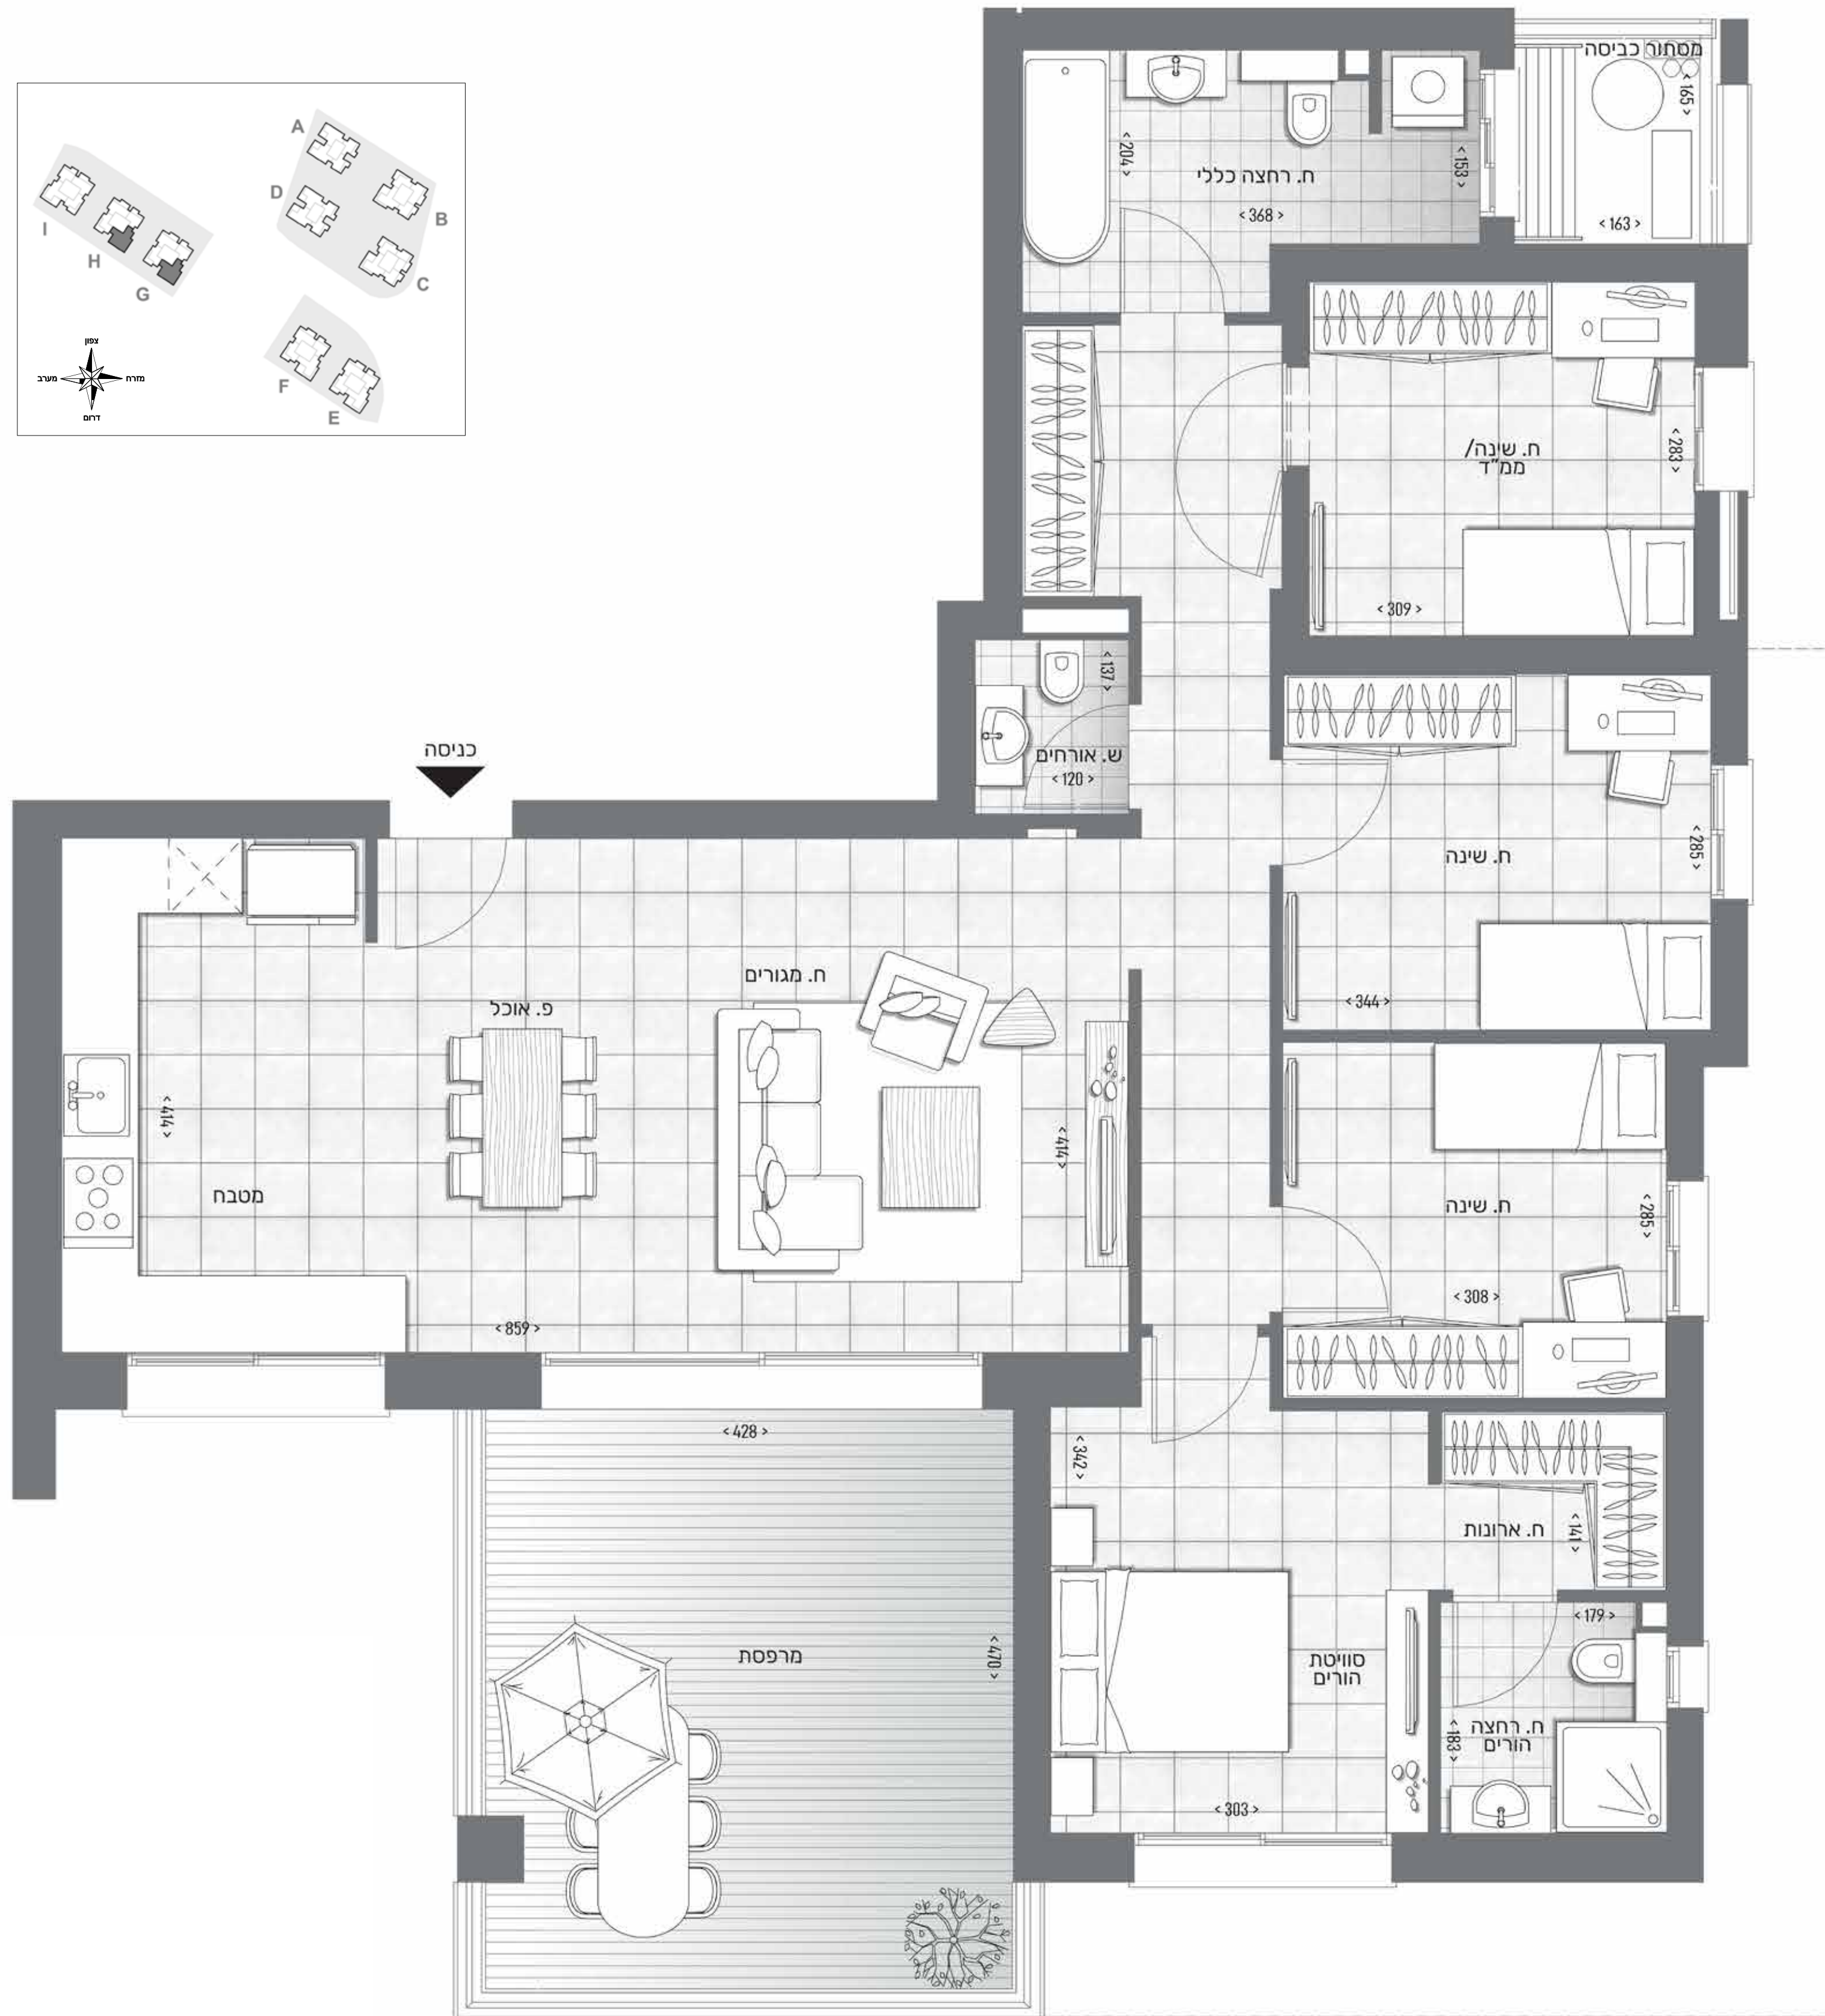 A
B
C
D
E
F
G
H
I
צפון
מערב
מזרח
דרום
מסתור כביסה
< 165 >
< 163 >
< 204 >
< 153 >
ח. רחצה כללי
< 368 >
ח. שינה/
ממ"ד
< 283 >
< 309 >
< 137 >
ש. אורחים
< 120 >
כניסה
ח. שינה
< 285 >
< 344 >
ח. מגורים
פ. אוכל
< 414 >
< 414 >
מטבח
< 859 >
ח. שינה
< 285 >
< 308 >
< 428 >
< 342 >
ח. ארונות
< 141 >
מרפסת
< 470 >
סוויטת
הורים
< 303 >
< 179 >
ח. רחצה
הורים
< 183 >